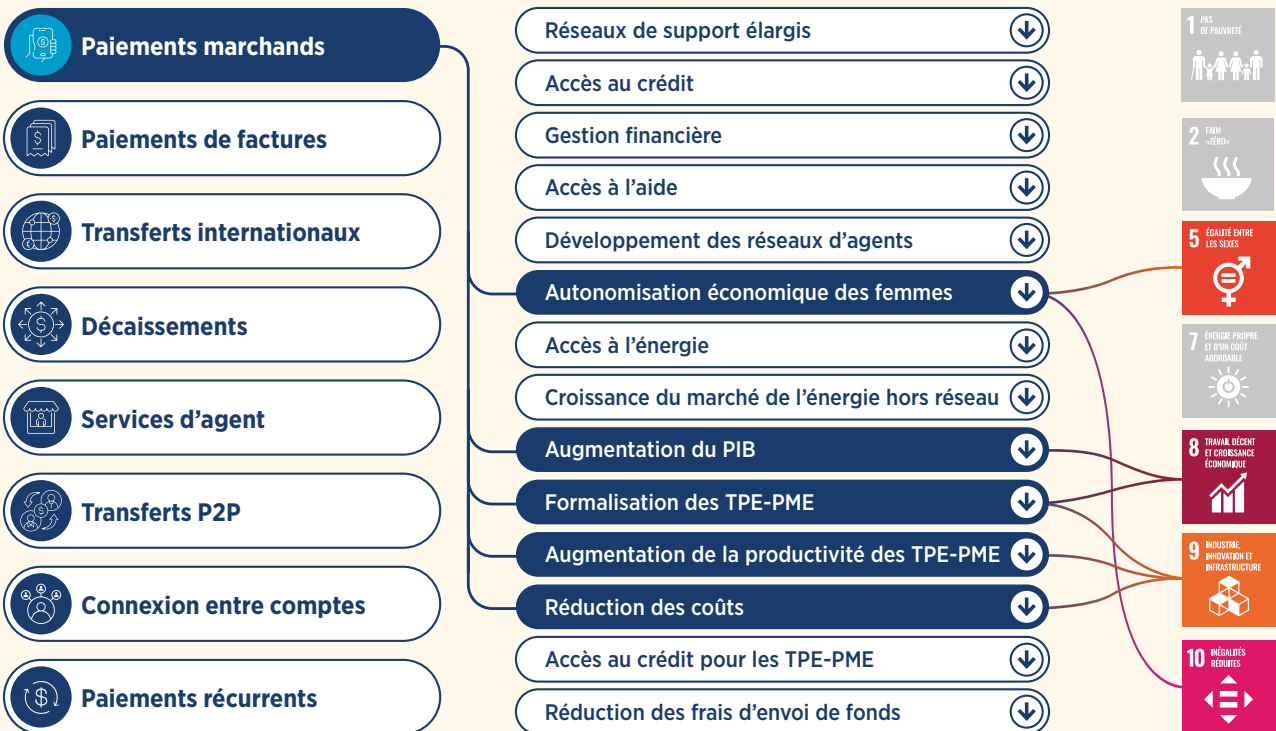 Paiements marchands
Paiements de factures
Transferts internationaux
Décaissements
Services d'agent
Transferts P2P
Connexion entre comptes
Paiements récurrents
Réseaux de support élargis
Accès au crédit
Gestion financière
Accès à l'aide
Développement des réseaux d'agents
Autonomisation économique des femmes
Accès à l'énergie
Croissance du marché de l'énergie hors réseau
Augmentation du PIB
Formalisation des TPE-PME
Augmentation de la productivité des TPE-PME
Réduction des coûts
Accès au crédit pour les TPE-PME
Réduction des frais d'envoi de fonds
1 PAS
DE PAUVRETÉ
2 FAIM
«ZÉRO»
5 ÉGALITÉ ENTRE
LES SEXES
7 ÉNERGIE PROPRE
ET D'UN COÛT
ABORDABLE
8 TRAVAIL DÉCENT
ET CROISSANCE
ÉCONOMIQUE
9 INDUSTRIE,
INNOVATION ET
INFRASTRUCTURE
10 INÉGALITÉS
RÉDUITES